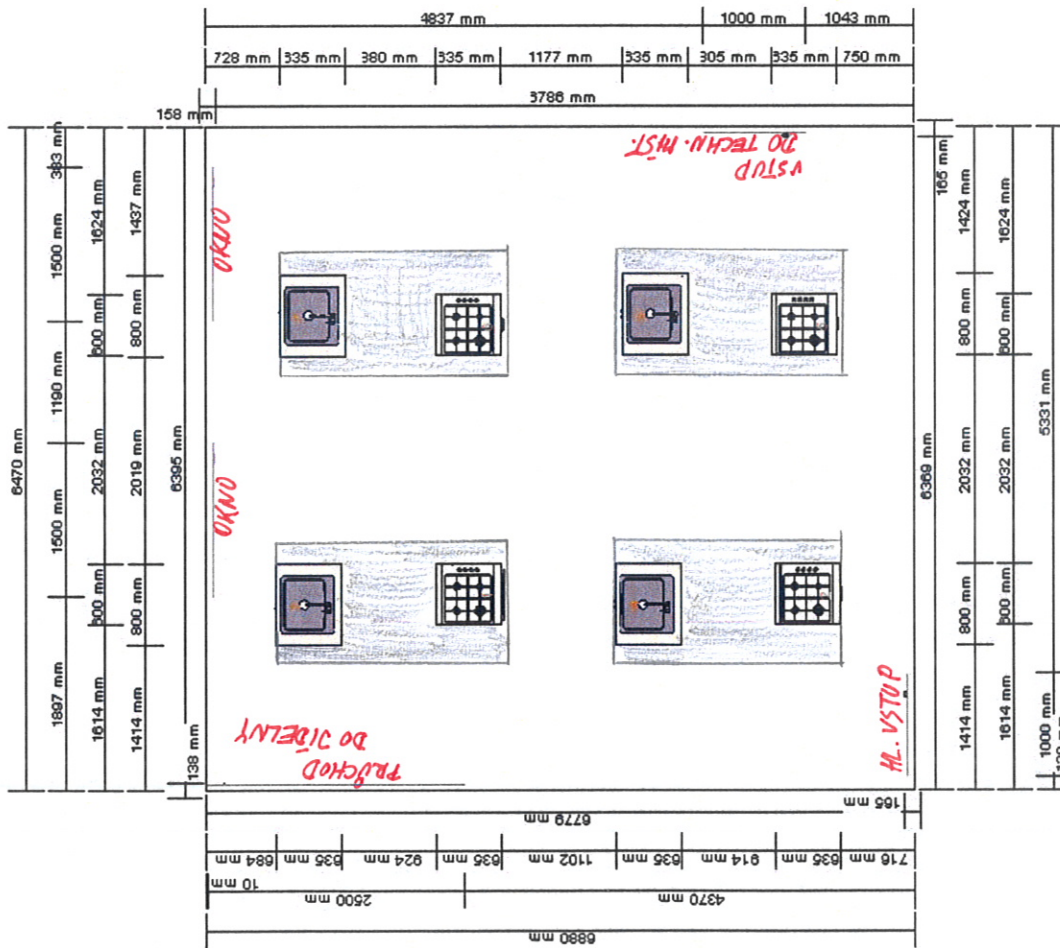 4837 mm 1000 mm 1043 mm
728 mm 335 mm 380 mm 335 mm 1177 mm 335 mm 305 mm 335 mm 750 mm
3786 mm
158 mm
6470 mm
383 mm 1500 mm 1190 mm 1500 mm 1897 mm
1624 mm 600 mm 2032 mm 600 mm 1614 mm
1437 mm 800 mm 2019 mm 800 mm 1414 mm
6395 mm
138 mm
VSTUP
DO TECHN. MÍST.
OKNO
OKNO
PRŮCHOD
DO JÍDELNY
HL. VSTUP
165 mm
6369 mm
1424 mm 800 mm 2032 mm 800 mm 1414 mm
1624 mm 600 mm 2032 mm 600 mm 1614 mm
5331 mm 1000 mm
165 mm
6779 mm
684 mm 635 mm 924 mm 635 mm 1102 mm 635 mm 914 mm 635 mm 716 mm
10 mm
2500 mm 4370 mm
6880 mm